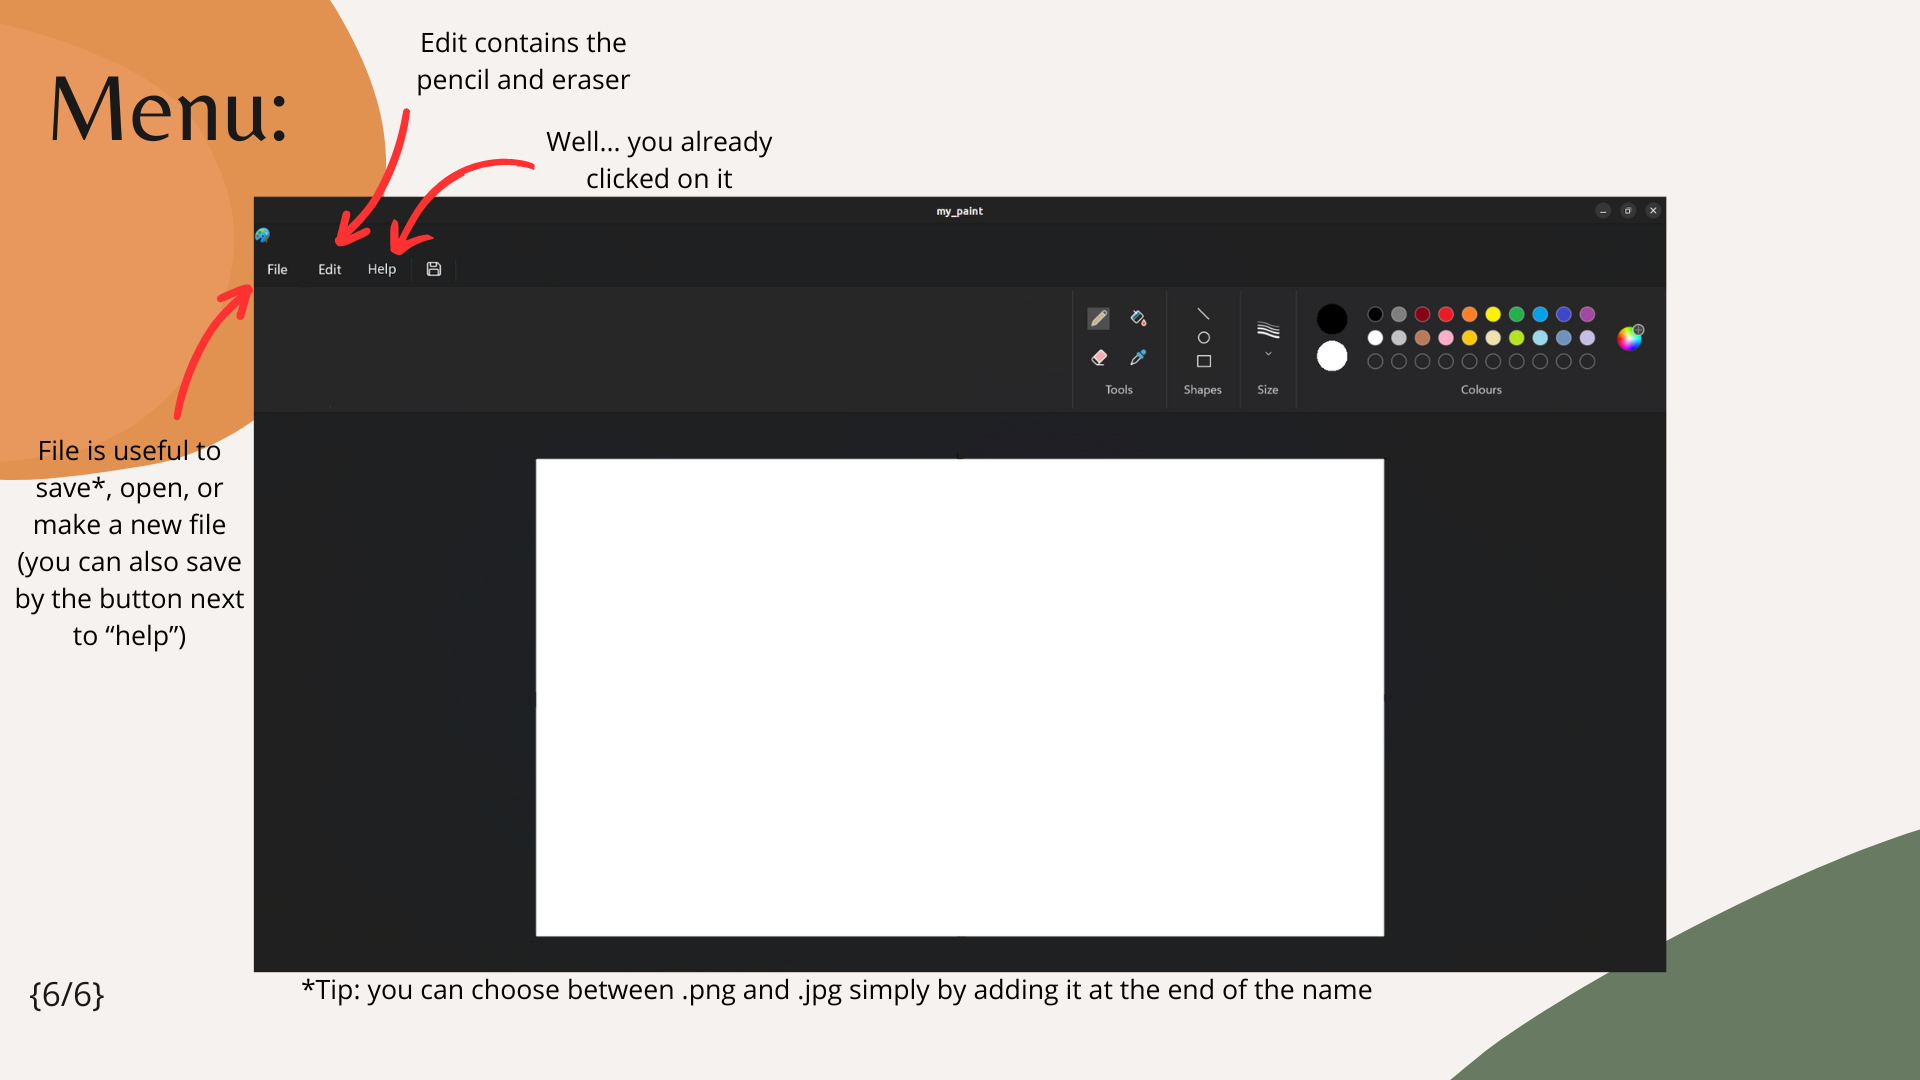 Menu:
Edit contains the
pencil and eraser
Well... you already
clicked on it
my_paint
File Edit Help
Tools Shapes Size Colours
File is useful to
save*, open, or
make a new file
(you can also save
by the button next
to “help”)
{6/6}
*Tip: you can choose between .png and .jpg simply by adding it at the end of the name